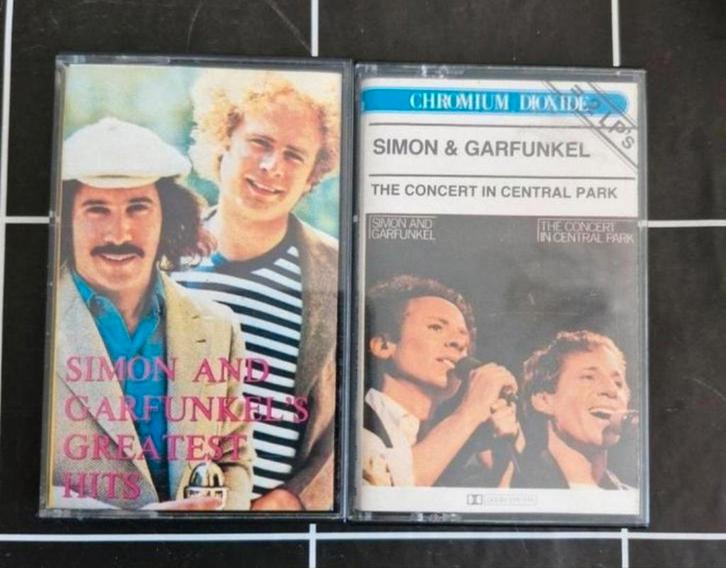 SIMON AND
GARFUNKEL'S
GREATEST
HITS
CHROMIUM DIOXIDE
2 LP'S
SIMON & GARFUNKEL
THE CONCERT IN CENTRAL PARK
SIMON AND
GARFUNKEL
THE CONCERT
IN CENTRAL PARK